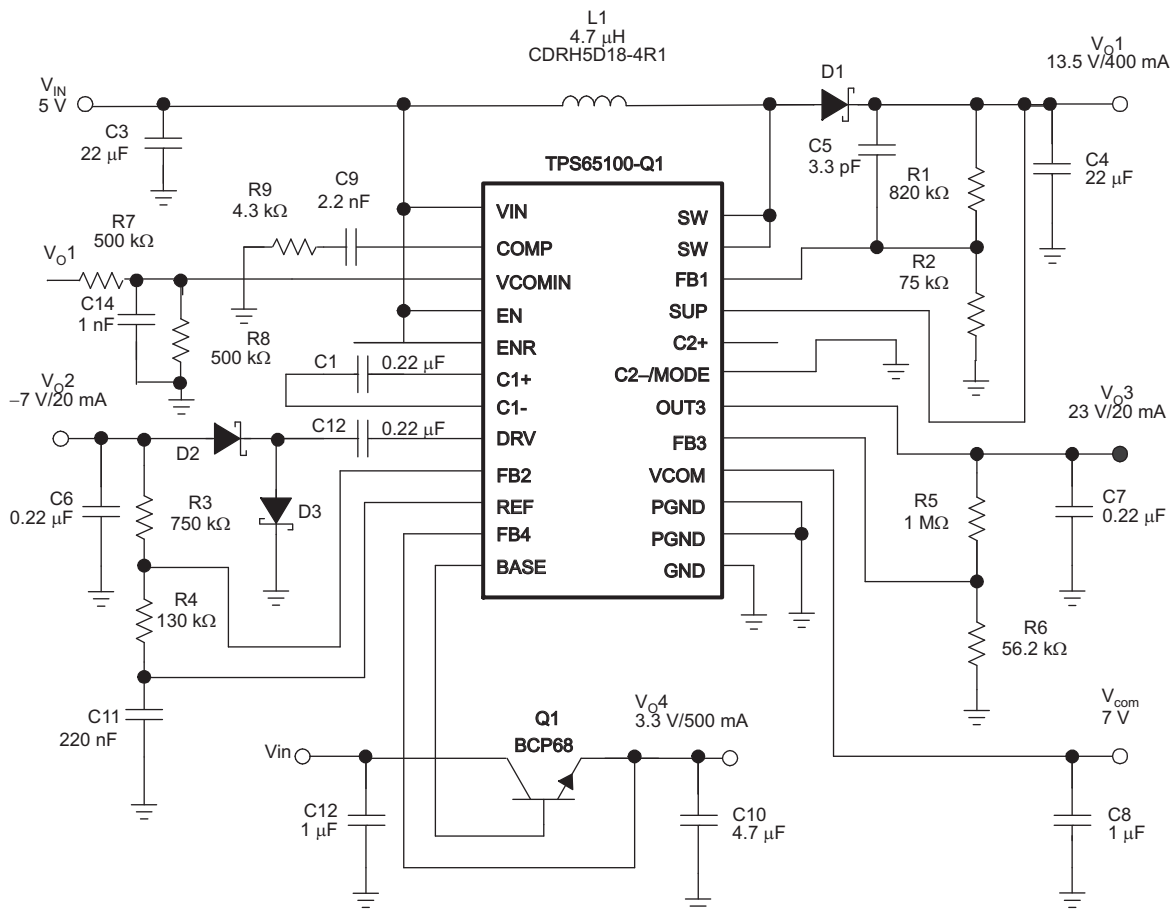 L1
4.7 μH
CDRH5D18-4R1
V_IN
5 V
C3
22 μF
D1
V_O1
13.5 V/400 mA
C5
3.3 pF
R1
820 kΩ
C4
22 μF
TPS65100-Q1
R9
4.3 kΩ
C9
2.2 nF
R7
500 kΩ
V_O1
C14
1 nF
R8
500 kΩ
R2
75 kΩ
VIN
COMP
VCOMIN
EN
ENR
C1+
C1-
DRV
FB2
REF
FB4
BASE
SW
SW
FB1
SUP
C2+
C2–/MODE
OUT3
FB3
VCOM
PGND
PGND
GND
C1
0.22 μF
C12
0.22 μF
V_O2
–7 V/20 mA
D2
D3
C6
0.22 μF
R3
750 kΩ
R4
130 kΩ
C11
220 nF
V_O3
23 V/20 mA
R5
1 MΩ
C7
0.22 μF
R6
56.2 kΩ
Vin
Q1
BCP68
V_O4
3.3 V/500 mA
C12
1 μF
C10
4.7 μF
V_com
7 V
C8
1 μF